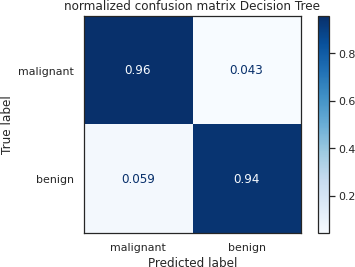 normalized confusion matrix Decision Tree
True label
malignant
0.96
0.043
benign
0.059
0.94
malignant
benign
Predicted label
0.8
0.6
0.4
0.2